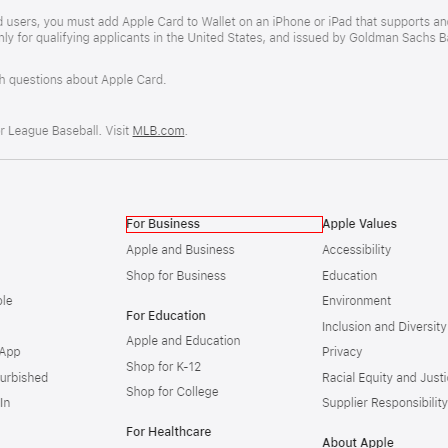 users, you must add Apple Card to Wallet on an iPhone or iPad that supports an
nly for qualifying applicants in the United States, and issued by Goldman Sachs B
h questions about Apple Card.
r League Baseball. Visit MLB.com.
For Business
Apple Values
Apple and Business
Accessibility
Shop for Business
Education
ple
Environment
For Education
Inclusion and Diversity
Apple and Education
App
Privacy
Shop for K-12
urbished
Racial Equity and Justi
Shop for College
In
Supplier Responsibility
For Healthcare
About Apple